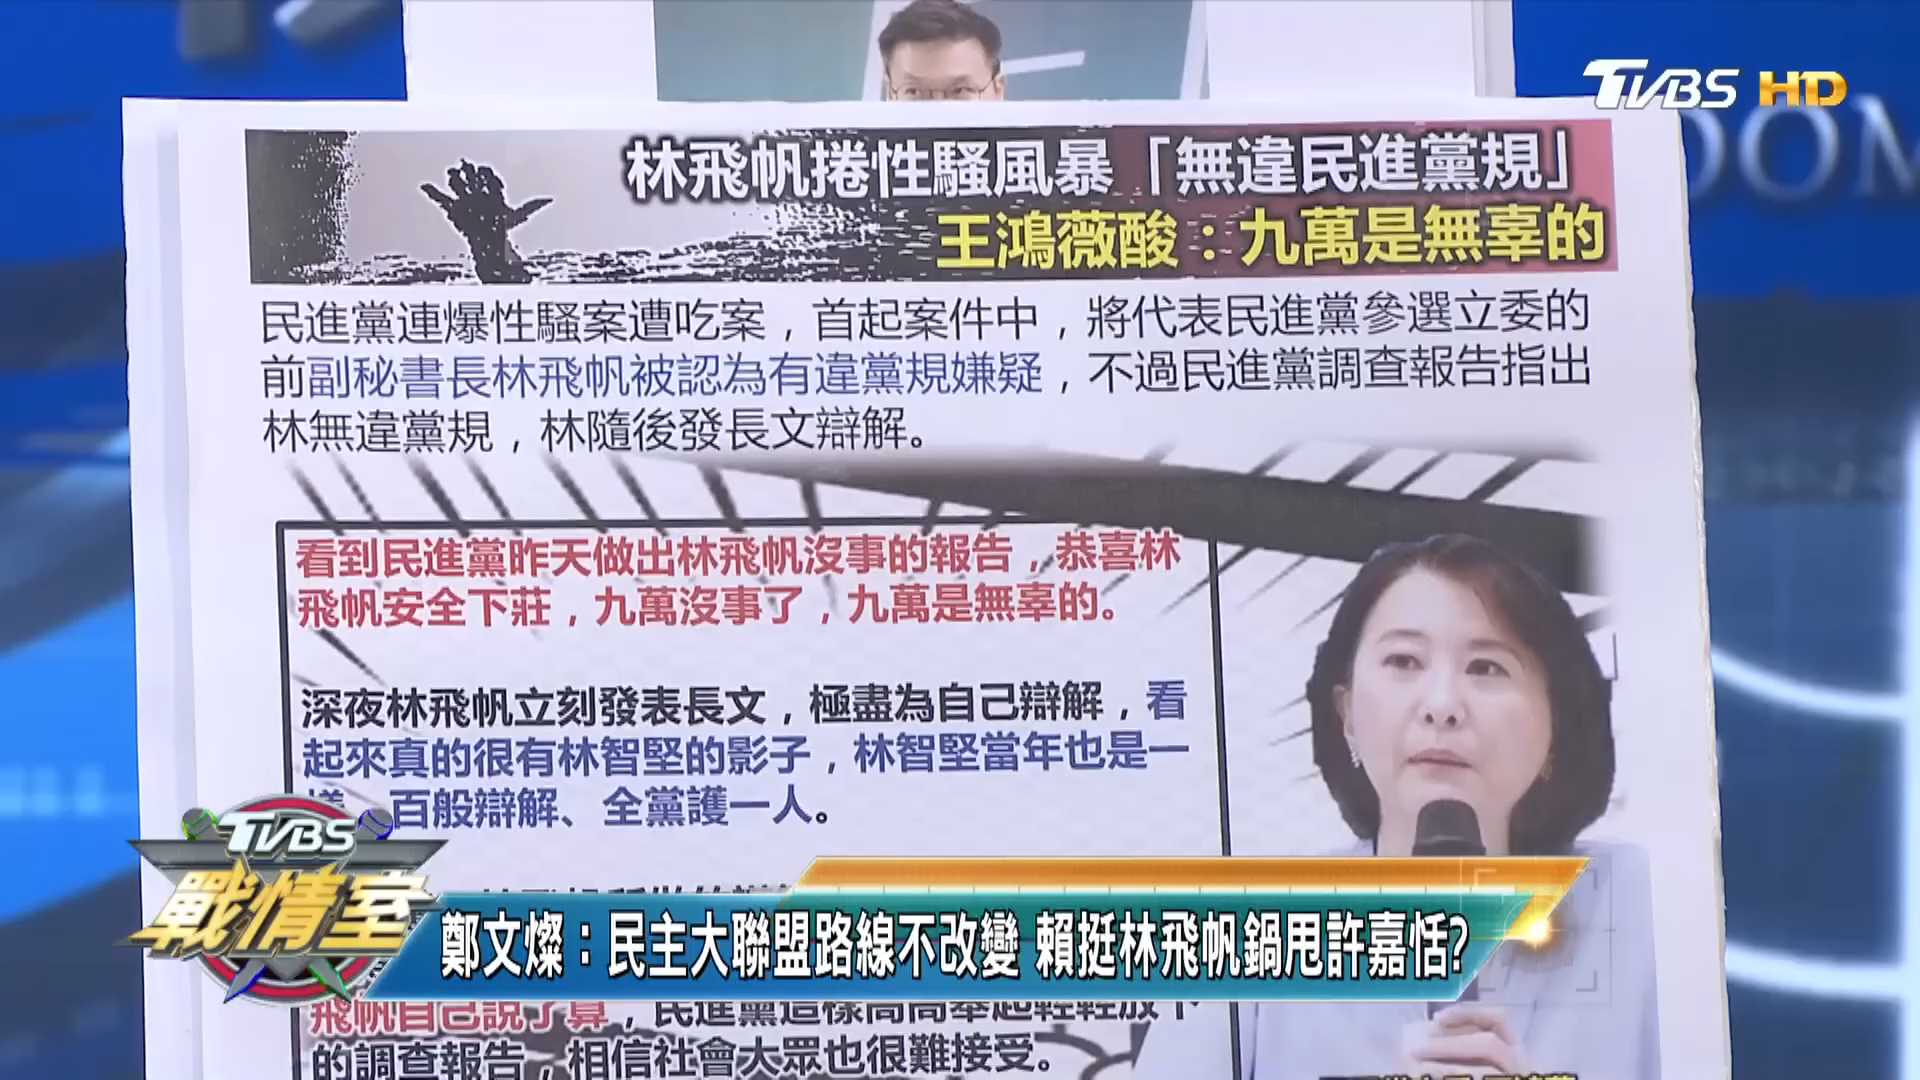 TVBS HD
林飛帆捲性騷風暴「無違民進黨規」
王鴻薇酸：九萬是無辜的
民進黨連爆性騷案遭吃案，首起案件中，將代表民進黨參選立委的
前副秘書長林飛帆被認為有違黨規嫌疑，不過民進黨調查報告指出
林無違黨規，林隨後發長文辯解。
看到民進黨昨天做出林飛帆沒事的報告，恭喜林
飛帆安全下莊，九萬沒事了，九萬是無辜的。
深夜林飛帆立刻發表長文，極盡為自己辯解，看
起來真的很有林智堅的影子，林智堅當年也是一
百般辯解、全黨護一人。
TVBS
戰情室
鄭文燦：民主大聯盟路線不改變 賴挺林飛帆鍋甩許嘉恬?
飛帆自己說了算，民進黨這樣高高舉起輕輕放下
的調查報告，相信社會大眾也很難接受。